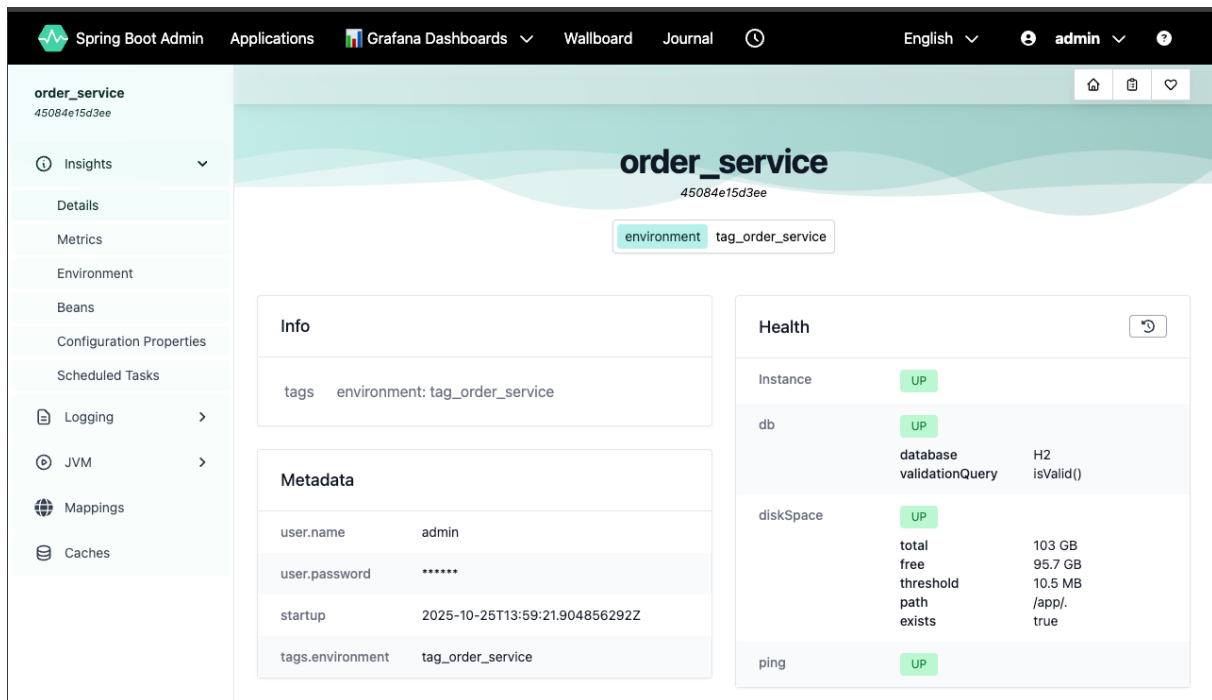 Spring Boot Admin Applications Grafana Dashboards Wallboard Journal English admin
order_service
45084e15d3ee
Insights
Details
Metrics
Environment
Beans
Configuration Properties
Scheduled Tasks
Logging
JVM
Mappings
Caches
order_service
45084e15d3ee
environment tag_order_service
Info
tags environment: tag_order_service
Metadata
user.name admin
user.password ******
startup 2025-10-25T13:59:21.904856292Z
tags.environment tag_order_service
Health
Instance UP
db UP
database H2
validationQuery isValid()
diskSpace UP
total 103 GB
free 95.7 GB
threshold 10.5 MB
path /app/.
exists true
ping UP